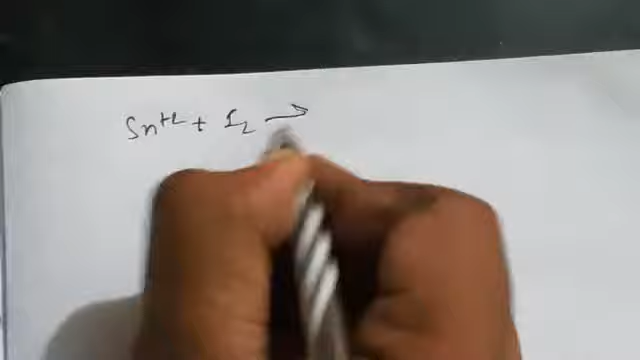 Sn⁺² + I₂ →